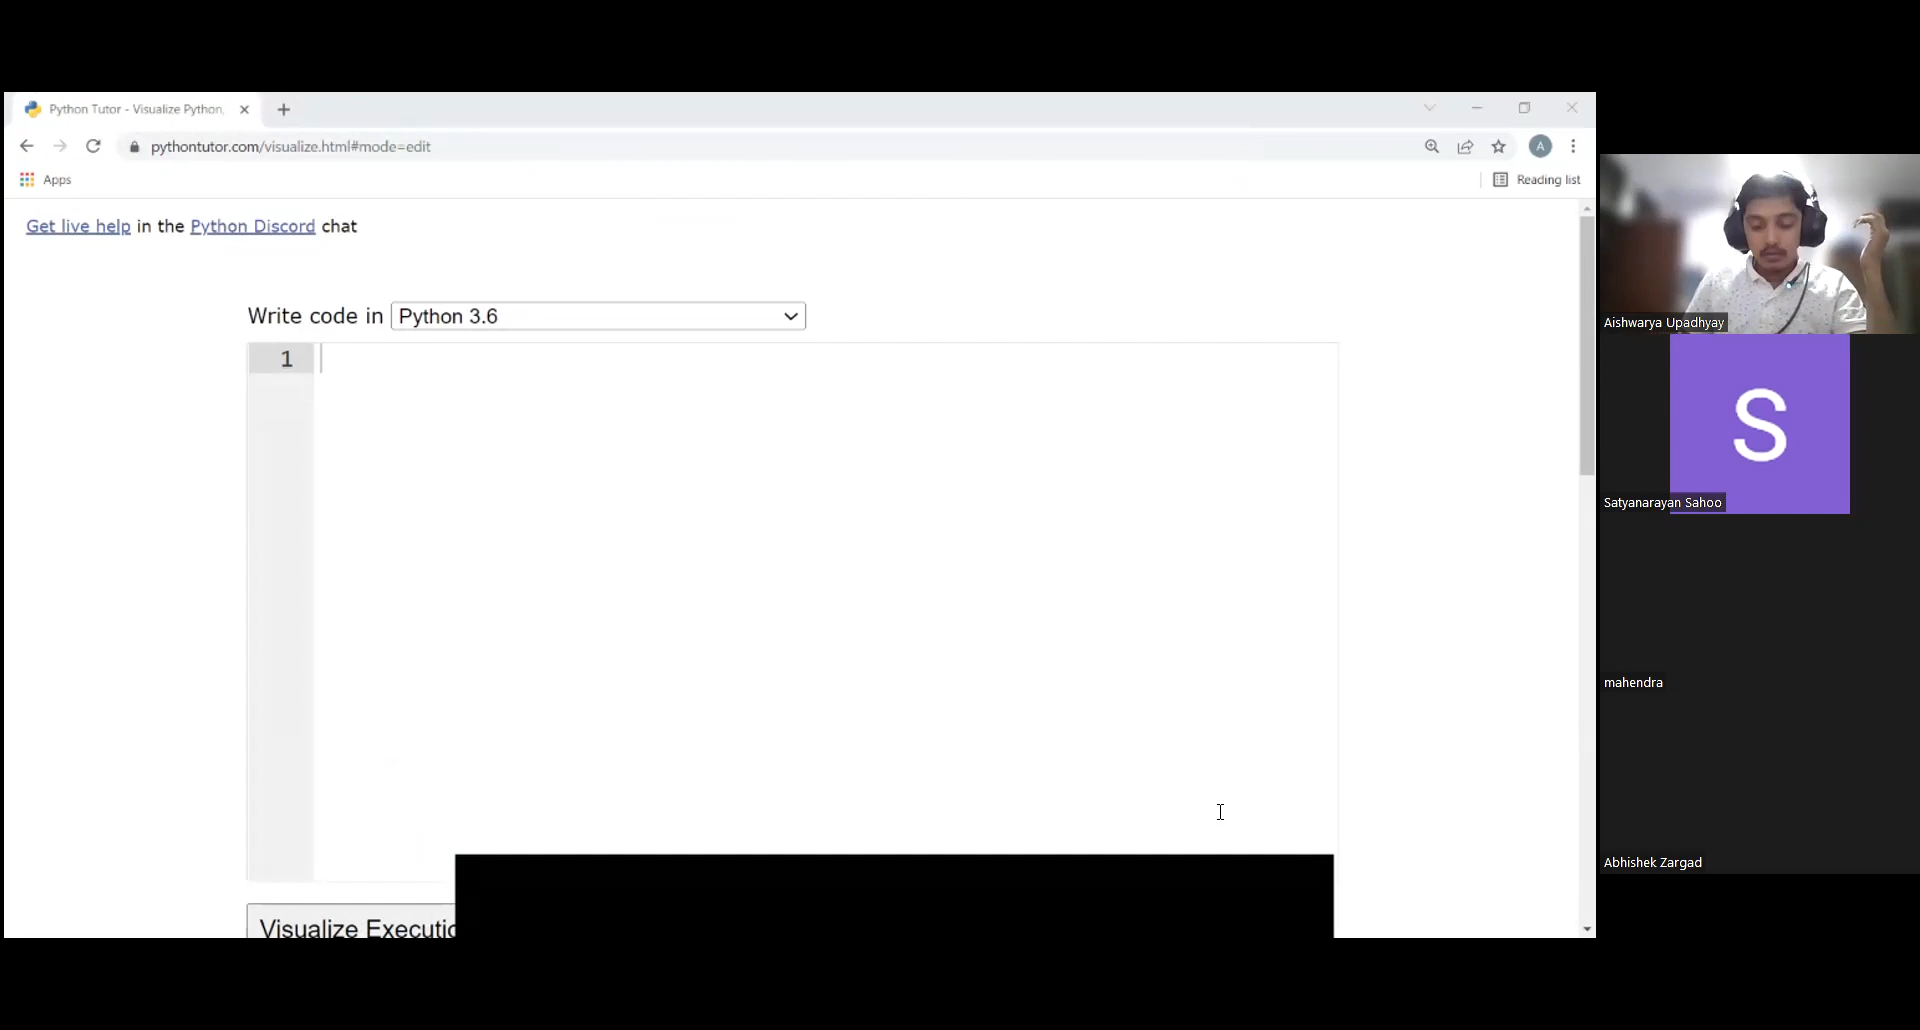 Python Tutor - Visualize Python
pythontutor.com/visualize.html#mode=edit
A
Apps
Reading list
Get live help in the Python Discord chat
Write code in Python 3.6
1
Visualize Executio
Aishwarya Upadhyay
S
Satyanarayan Sahoo
mahendra
Abhishek Zargad